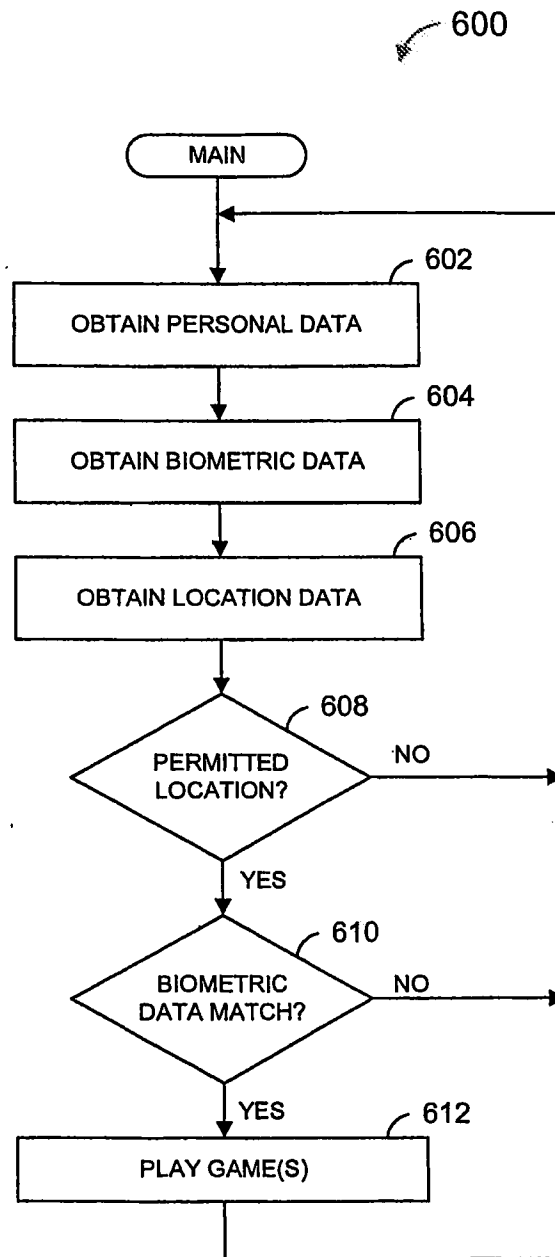 600
MAIN
602
OBTAIN PERSONAL DATA
604
OBTAIN BIOMETRIC DATA
606
OBTAIN LOCATION DATA
608
PERMITTED
LOCATION?
NO
YES
610
BIOMETRIC
DATA MATCH?
NO
YES
612
PLAY GAME(S)